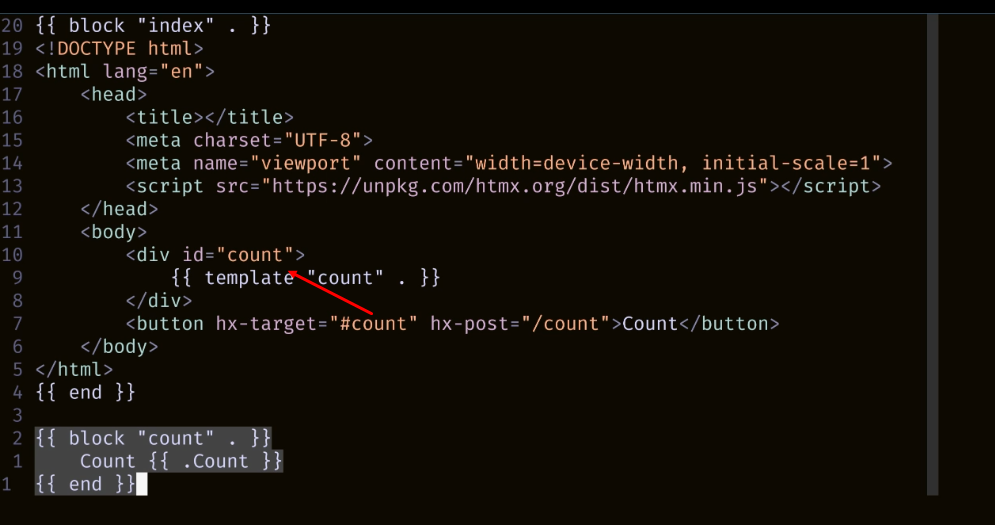 20 {{ block "index" . }}
19 <!DOCTYPE html>
18 <html lang="en">
17     <head>
16         <title></title>
15         <meta charset="UTF-8">
14         <meta name="viewport" content="width=device-width, initial-scale=1">
13         <script src="https://unpkg.com/htmx.org/dist/htmx.min.js"></script>
12     </head>
11     <body>
10         <div id="count">
9             {{ template "count" . }}
8         </div>
7         <button hx-target="#count" hx-post="/count">Count</button>
6     </body>
5 </html>
4 {{ end }}
3
2 {{ block "count" . }}
1     Count {{ .Count }}
1 {{ end }}